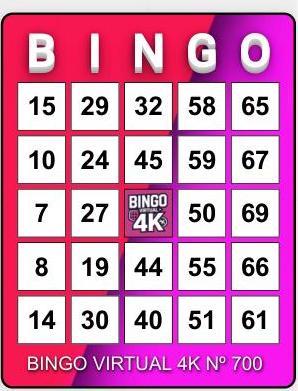 B I N G O
15 29 32 58 65
10 24 45 59 67
7 27 BINGO VIRTUAL 4K 50 69
8 19 44 55 66
14 30 40 51 61
BINGO VIRTUAL 4K Nº 700